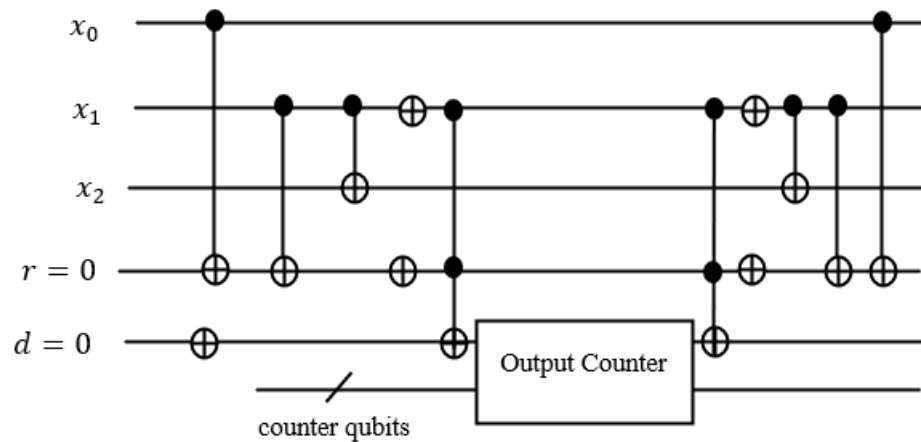 x₀
x₁
x₂
r = 0
d = 0
Output Counter
counter qubits